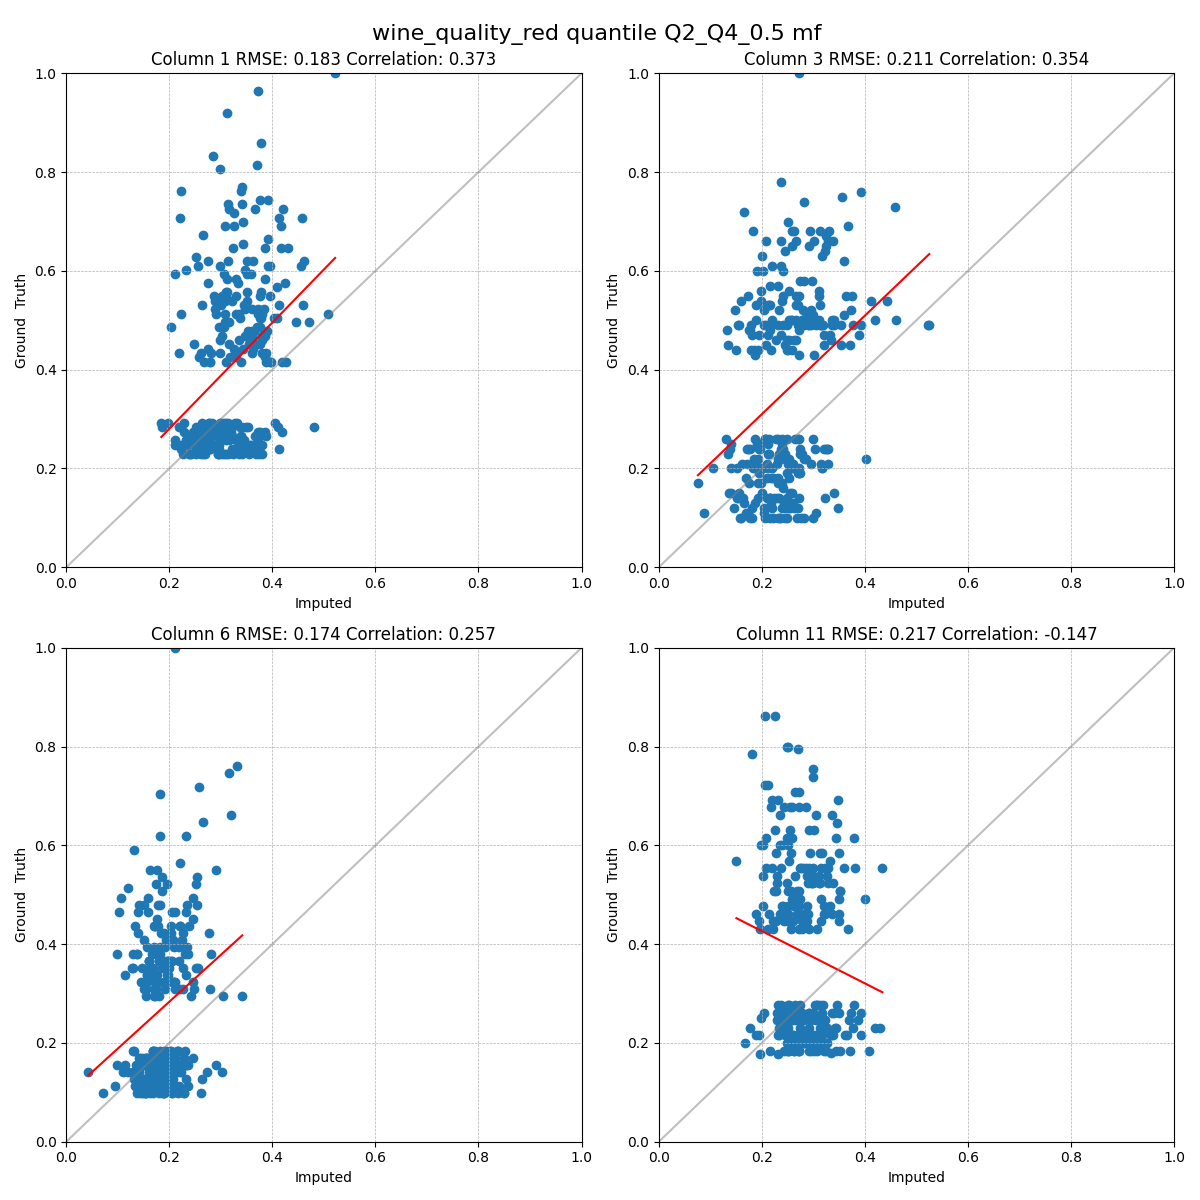 wine_quality_red quantile Q2_Q4_0.5 mf
Column 1 RMSE: 0.183 Correlation: 0.373
1.0
0.8
0.6
0.4
0.2
0.0
Ground Truth
0.0 0.2 0.4 0.6 0.8 1.0
Imputed
Column 3 RMSE: 0.211 Correlation: 0.354
1.0
0.8
0.6
0.4
0.2
0.0
Ground Truth
0.0 0.2 0.4 0.6 0.8 1.0
Imputed
Column 6 RMSE: 0.174 Correlation: 0.257
1.0
0.8
0.6
0.4
0.2
0.0
Ground Truth
0.0 0.2 0.4 0.6 0.8 1.0
Imputed
Column 11 RMSE: 0.217 Correlation: -0.147
1.0
0.8
0.6
0.4
0.2
0.0
Ground Truth
0.0 0.2 0.4 0.6 0.8 1.0
Imputed